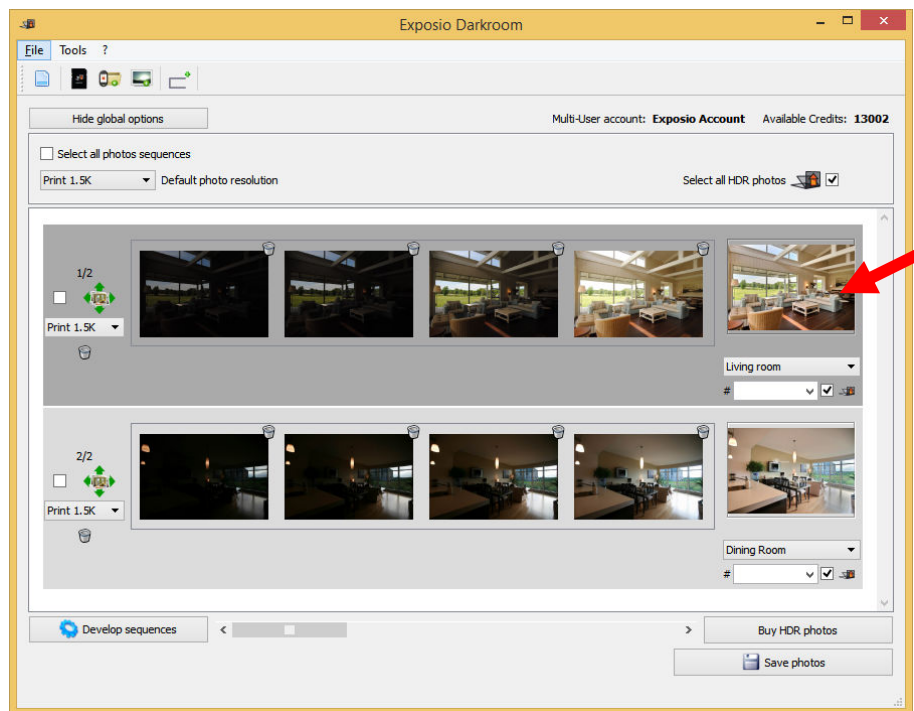 Exposio Darkroom
File Tools ?
Hide global options Multi-User account: Exposio Account Available Credits: 13002
Select all photos sequences
Print 1.5K Default photo resolution Select all HDR photos
1/2
Print 1.5K
Living room
#
2/2
Print 1.5K
Dining Room
#
Develop sequences < > Buy HDR photos
Save photos